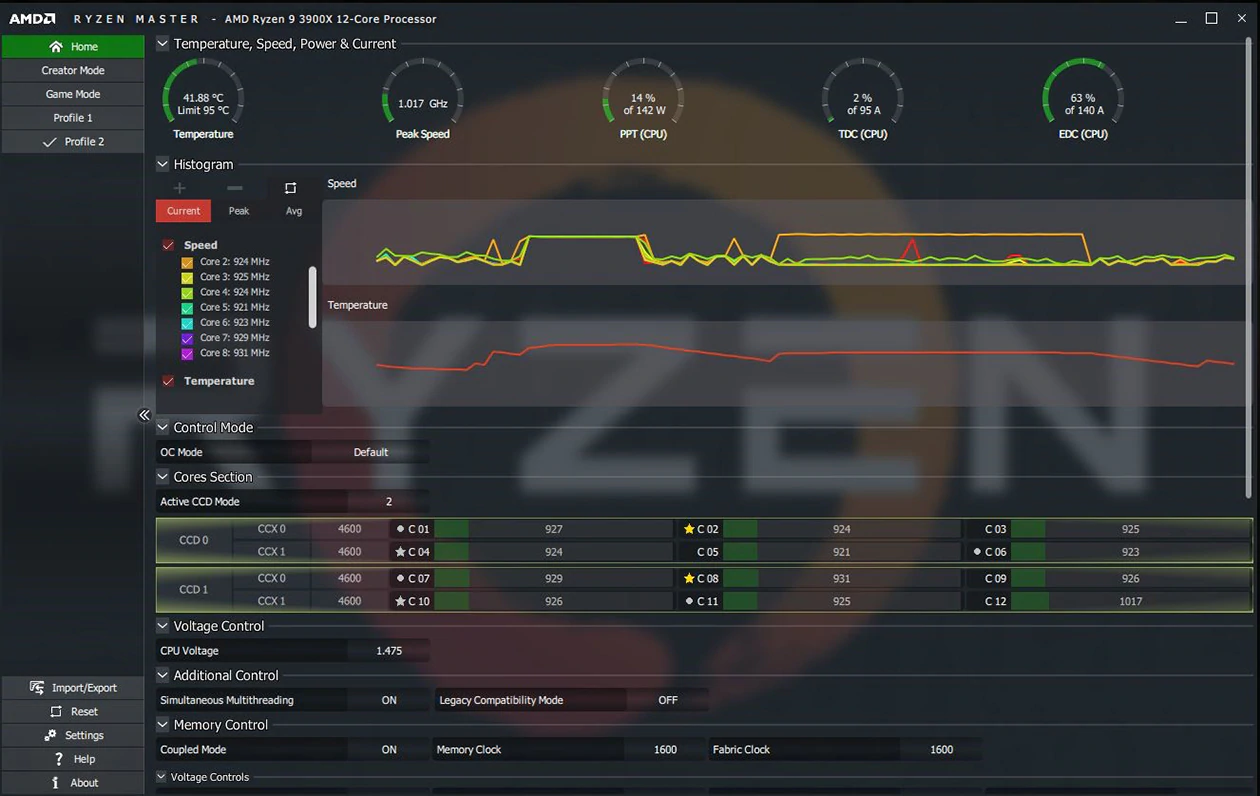 AMD RYZEN MASTER - AMD Ryzen 9 3900X 12-Core Processor
Home
Creator Mode
Game Mode
Profile 1
Profile 2
Temperature, Speed, Power & Current
41.88 °C
Limit 95 °C
Temperature
1.017 GHz
Peak Speed
14 %
of 142 W
PPT (CPU)
2 %
of 95 A
TDC (CPU)
63 %
of 140 A
EDC (CPU)
Histogram
Current Peak Avg
Speed
Core 2: 924 MHz
Core 3: 925 MHz
Core 4: 924 MHz
Core 5: 921 MHz
Core 6: 923 MHz
Core 7: 929 MHz
Core 8: 931 MHz
Temperature
Speed
Temperature
RYZEN
Control Mode
OC Mode Default
Cores Section
Active CCD Mode 2
CCD 0
CCX 0 4600 C 01 927 C 02 924 C 03 925
CCX 1 4600 C 04 924 C 05 921 C 06 923
CCD 1
CCX 0 4600 C 07 929 C 08 931 C 09 926
CCX 1 4600 C 10 926 C 11 925 C 12 1017
Voltage Control
CPU Voltage 1.475
Additional Control
Simultaneous Multithreading ON Legacy Compatibility Mode OFF
Memory Control
Coupled Mode ON Memory Clock 1600 Fabric Clock 1600
Voltage Controls
Import/Export
Reset
Settings
Help
About